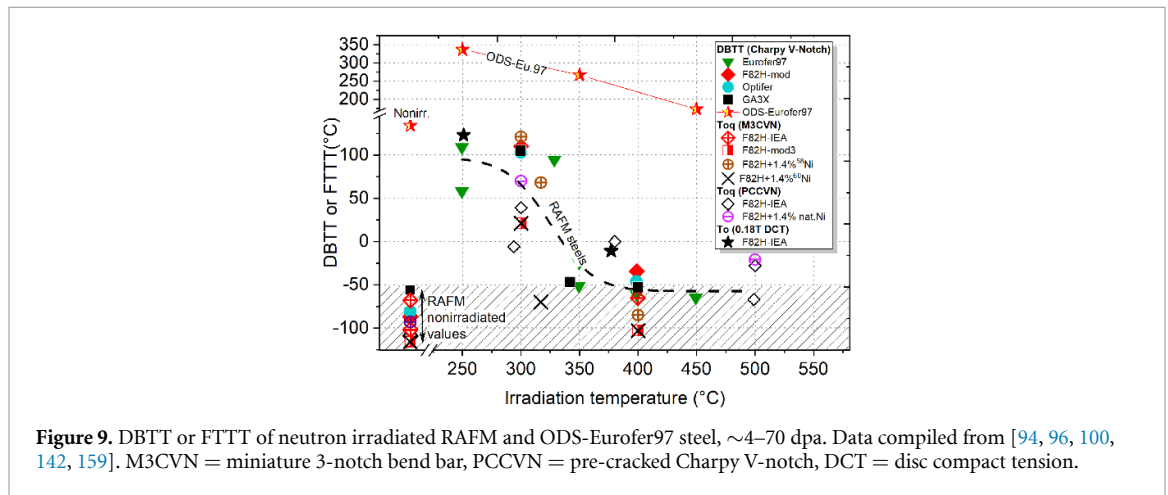 350
300
250
200
150
100
50
0
-50
-100
DBTT or FTTT(°C)
ODS-Eu.97
Nonirr.
RAFM steels
RAFM
nonirradiated
values
DBTT (Charpy V-Notch)
Eurofer97
F82H-mod
Optifer
GA3X
ODS-Eurofer97
Toq (M3CVN)
F82H-IEA
F82H-mod3
F82H+1.4%⁵⁸Ni
F82H+1.4%⁶⁰Ni
Toq (PCCVN)
F82H-IEA
F82H+1.4% nat.Ni
To (0.18T DCT)
F82H-IEA
250 300 350 400 450 500 550
Irradiation temperature (°C)
Figure 9. DBTT or FTTT of neutron irradiated RAFM and ODS-Eurofer97 steel, ∼4–70 dpa. Data compiled from [94, 96, 100,
142, 159]. M3CVN = miniature 3-notch bend bar, PCCVN = pre-cracked Charpy V-notch, DCT = disc compact tension.